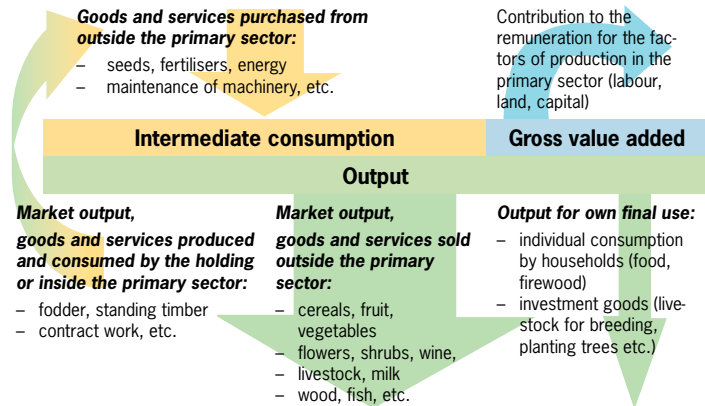 Goods and services purchased from
outside the primary sector:
– seeds, fertilisers, energy
– maintenance of machinery, etc.
Contribution to the
remuneration for the fac-
tors of production in the
primary sector (labour,
land, capital)
Intermediate consumption
Gross value added
Output
Market output,
goods and services produced
and consumed by the holding
or inside the primary sector:
– fodder, standing timber
– contract work, etc.
Market output,
goods and services sold
outside the primary
sector:
– cereals, fruit,
vegetables
– flowers, shrubs, wine,
– livestock, milk
– wood, fish, etc.
Output for own final use:
– individual consumption
by households (food,
firewood)
– investment goods (live-
stock for breeding,
planting trees etc.)